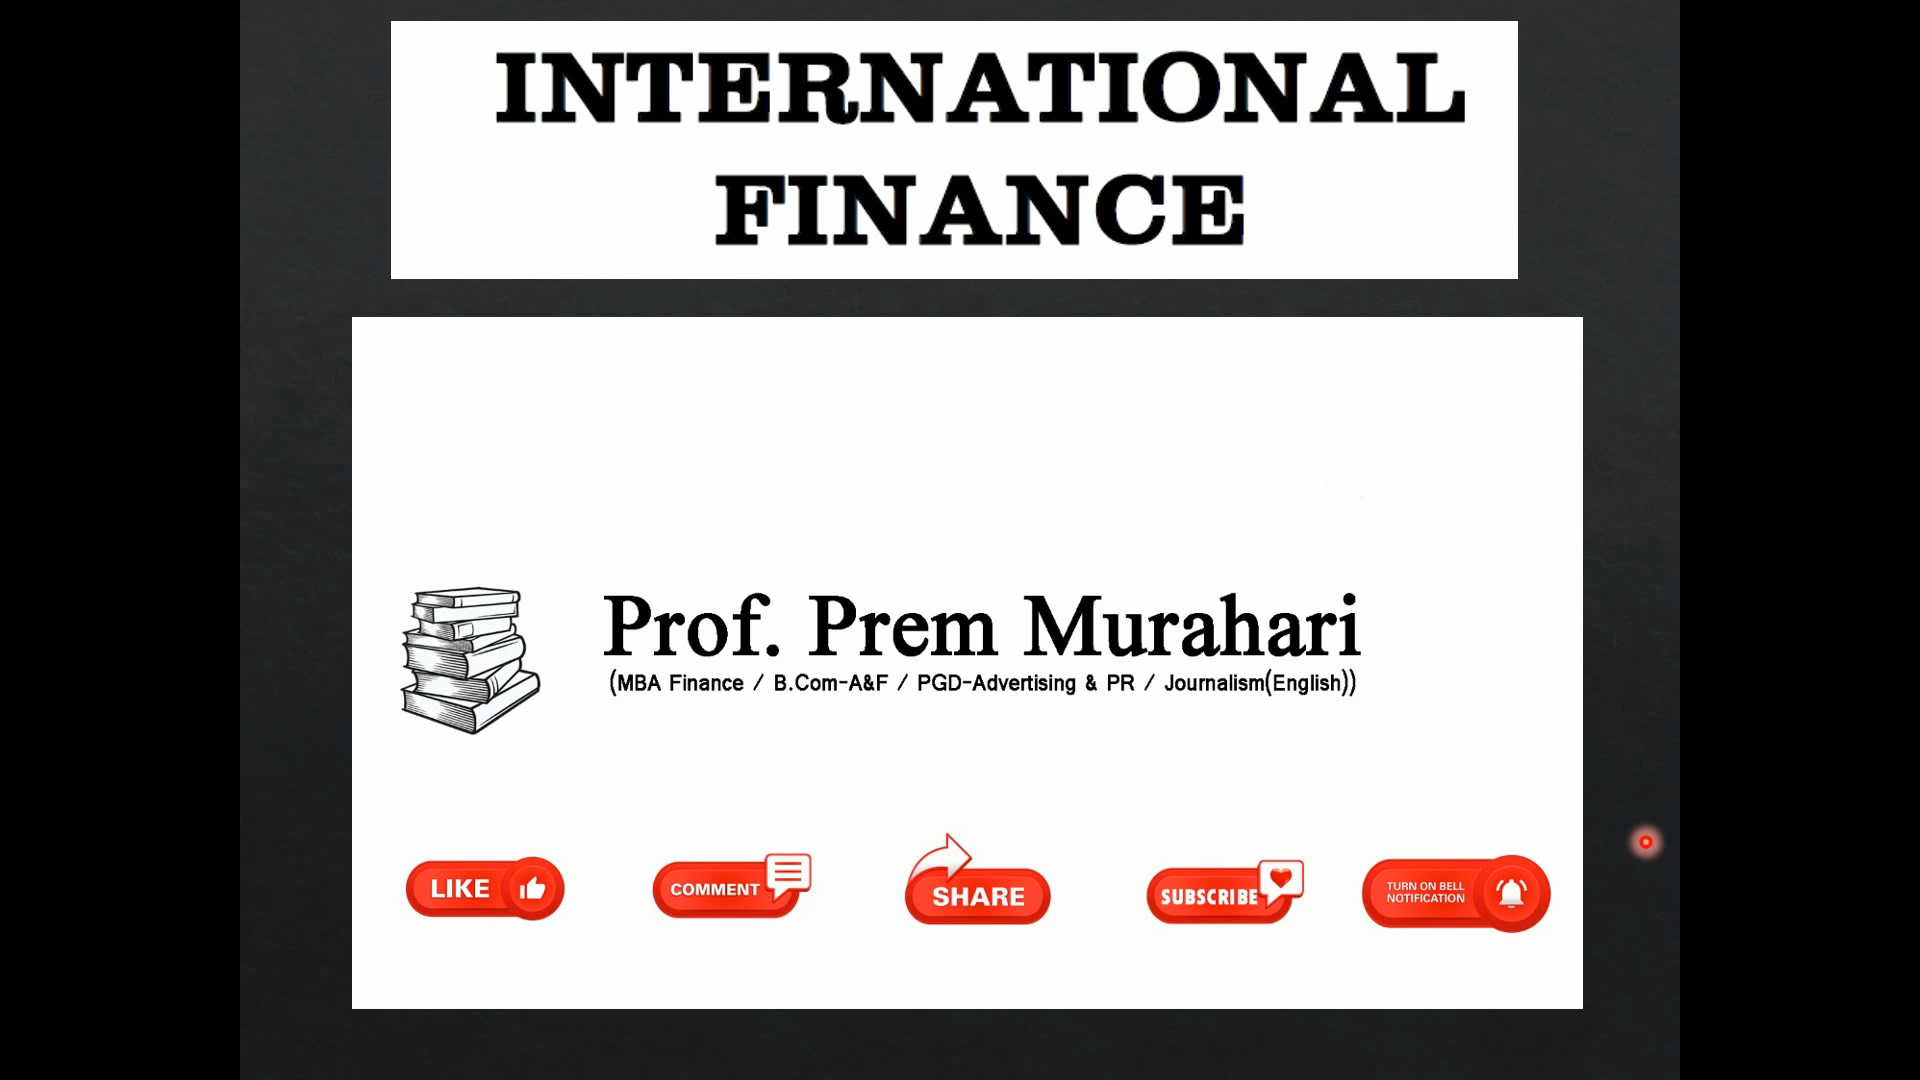 INTERNATIONAL
FINANCE
Prof. Prem Murahari
(MBA Finance / B.Com-A&F / PGD-Advertising & PR / Journalism(English))
LIKE
COMMENT
SHARE
SUBSCRIBE
TURN ON BELL
NOTIFICATION